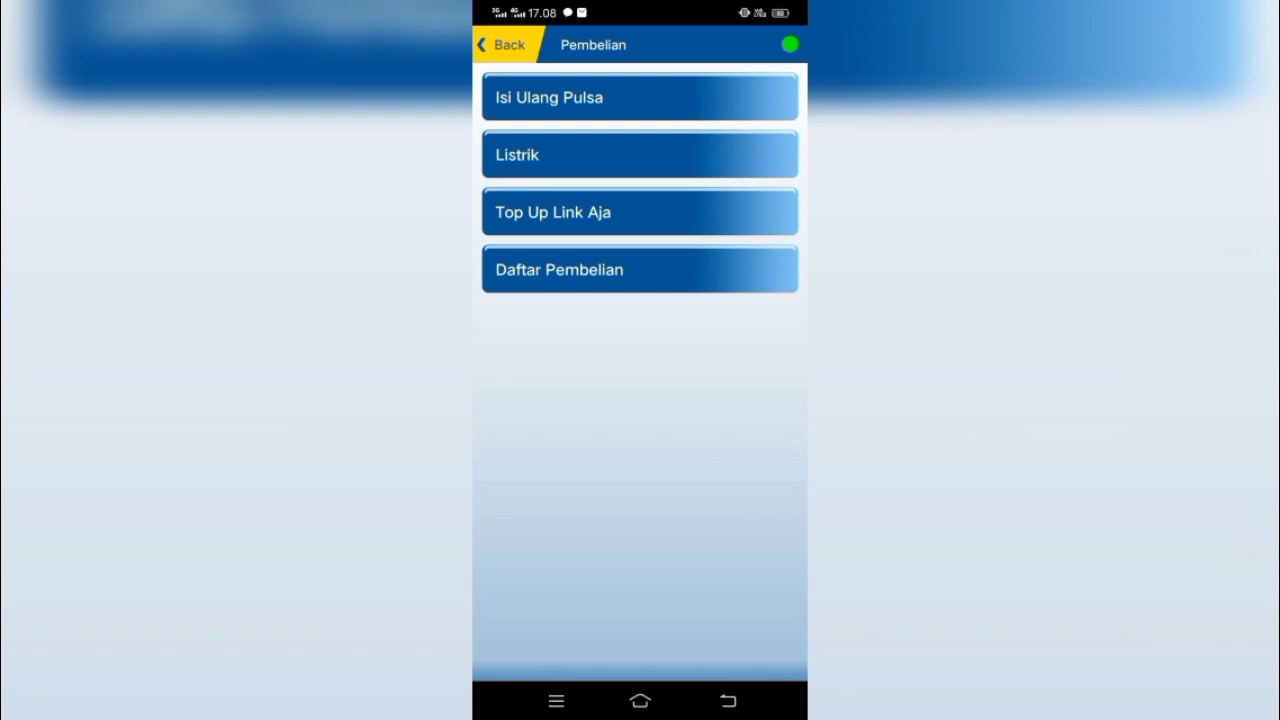 17.08
Back
Pembelian
Isi Ulang Pulsa
Listrik
Top Up Link Aja
Daftar Pembelian